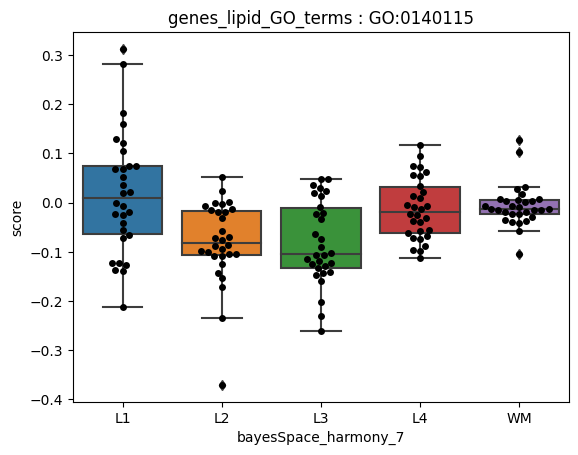 genes_lipid_GO_terms : GO:0140115
score
0.3
0.2
0.1
0.0
−0.1
−0.2
−0.3
−0.4
L1 L2 L3 L4 WM
bayesSpace_harmony_7